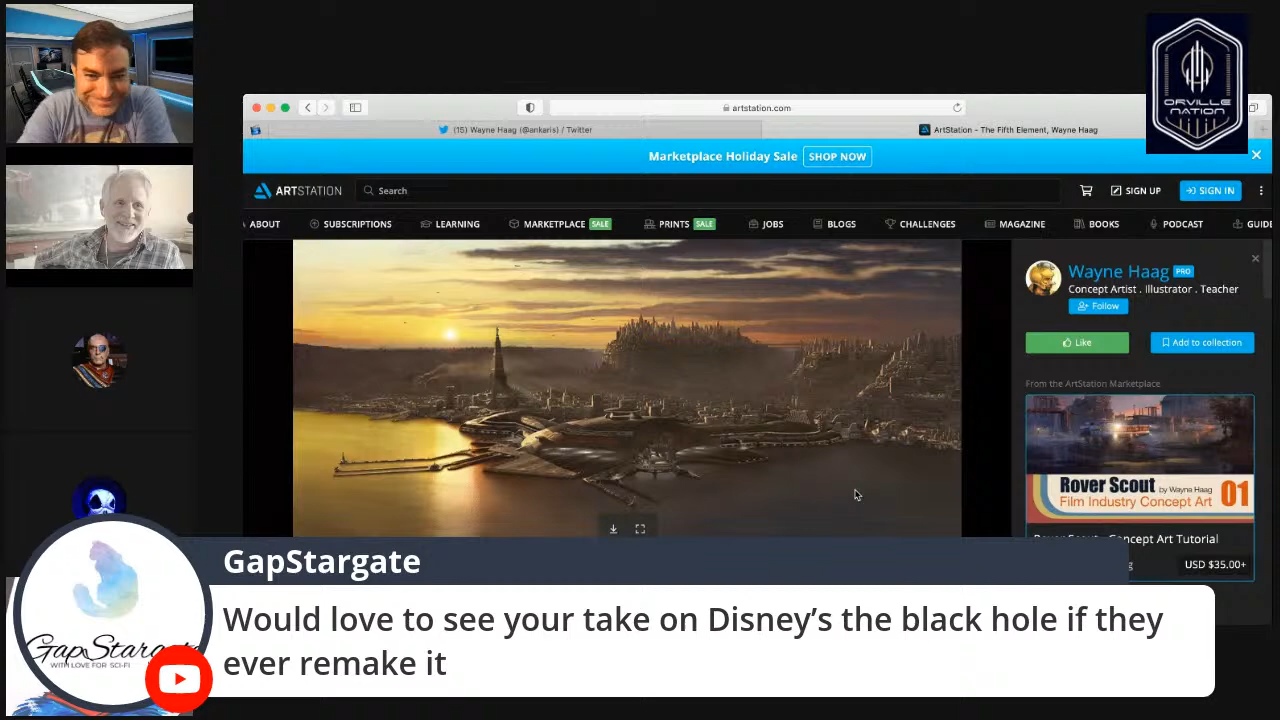 artstation.com
(15) Wayne Haag (@ankaris) / Twitter
ArtStation - The Fifth Element, Wayne Haag
ORVILLE
NATION
Marketplace Holiday Sale SHOP NOW
ARTSTATION
Search
SIGN UP
SIGN IN
ABOUT
SUBSCRIPTIONS
LEARNING
MARKETPLACE SALE
PRINTS SALE
JOBS
BLOGS
CHALLENGES
MAGAZINE
BOOKS
PODCAST
GUIDE
Wayne Haag PRO
Concept Artist . Illustrator . Teacher
Follow
Like
Add to collection
From the ArtStation Marketplace
Rover Scout by Wayne Haag
Film Industry Concept Art 01
Concept Art Tutorial
USD $35.00+
GapStargate
WITH LOVE FOR SCI-FI
Would love to see your take on Disney’s the black hole if they
ever remake it